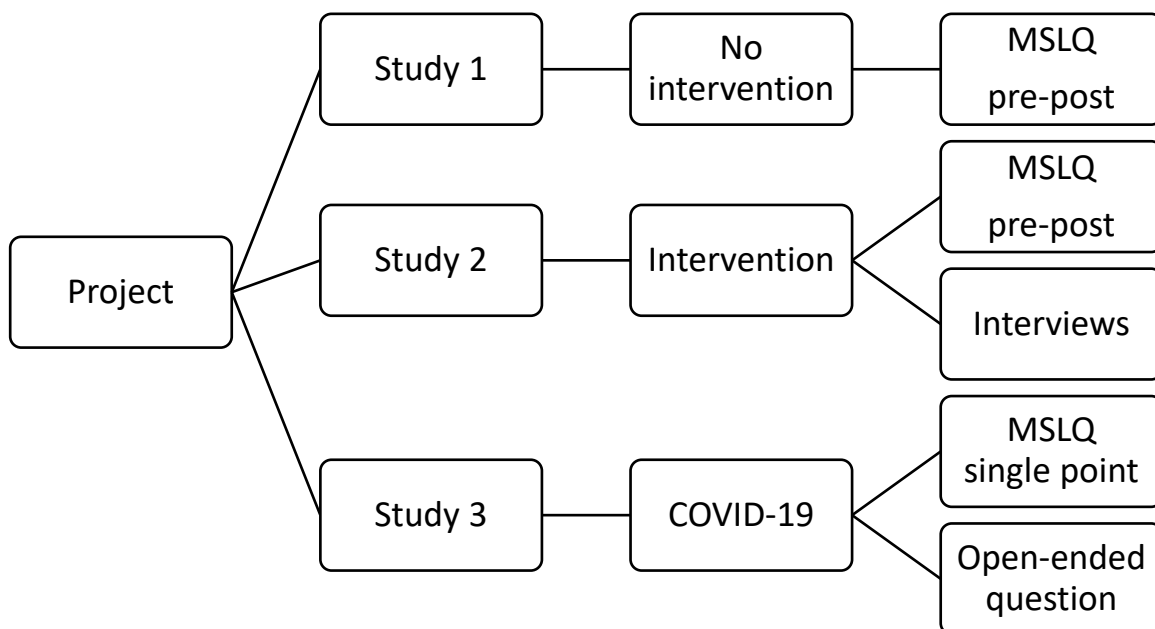 Project
Study 1
No
intervention
MSLQ
pre-post
Study 2
Intervention
MSLQ
pre-post
Interviews
Study 3
COVID-19
MSLQ
single point
Open-ended
question